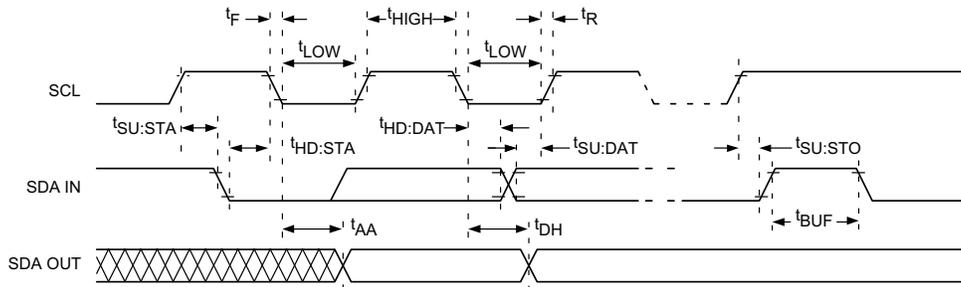 tF
tHIGH
tR
tLOW
tLOW
SCL
tSU:STA
tHD:STA
tHD:DAT
tSU:DAT
tSU:STO
SDA IN
tBUF
tAA
tDH
SDA OUT